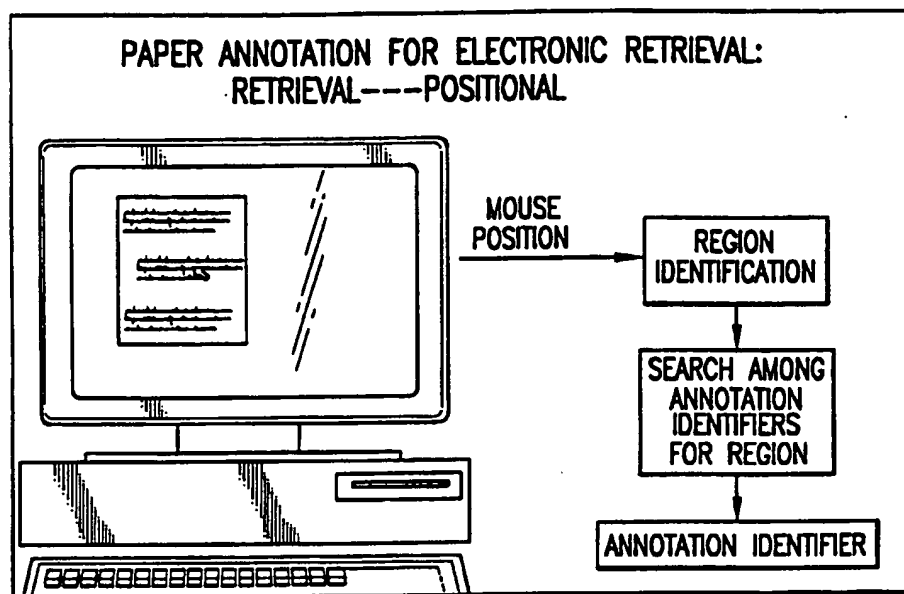 PAPER ANNOTATION FOR ELECTRONIC RETRIEVAL:
RETRIEVAL---POSITIONAL
MOUSE
POSITION
REGION
IDENTIFICATION
SEARCH AMONG
ANNOTATION
IDENTIFIERS
FOR REGION
ANNOTATION IDENTIFIER